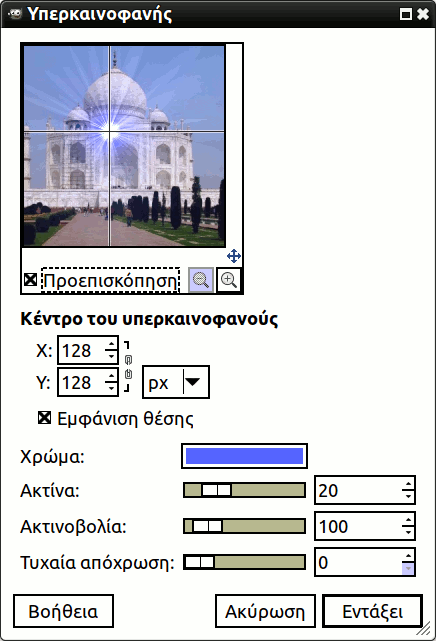 Υπερκαινοφανής
Προεπισκόπηση
Κέντρο του υπερκαινοφανούς
X: 128
Y: 128 px
Εμφάνιση θέσης
Χρώμα:
Ακτίνα: 20
Ακτινοβολία: 100
Τυχαία απόχρωση: 0
Βοήθεια Ακύρωση Εντάξει